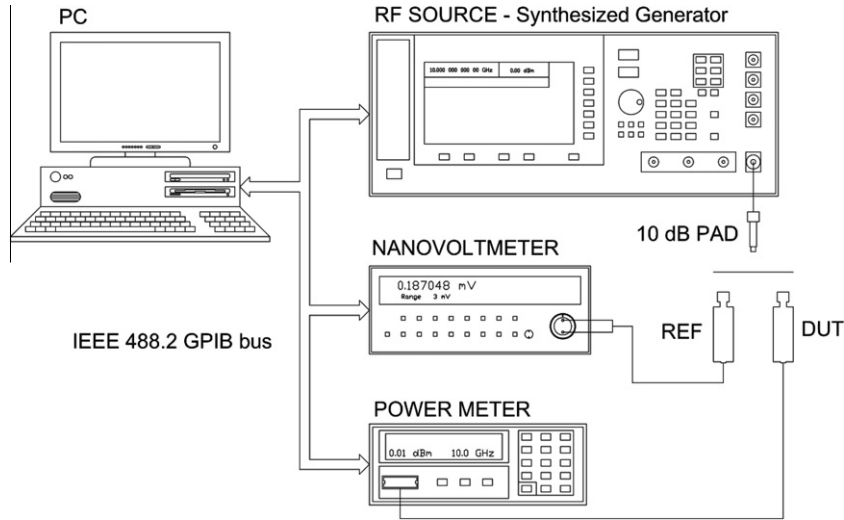 PC
RF SOURCE - Synthesized Generator
10.000 000 000 00 GHz 0.00 dBm
10 dB PAD
NANOVOLTMETER
0.187048 mV
Range 3 mV
REF
DUT
IEEE 488.2 GPIB bus
POWER METER
0.01 dBm 10.0 GHz